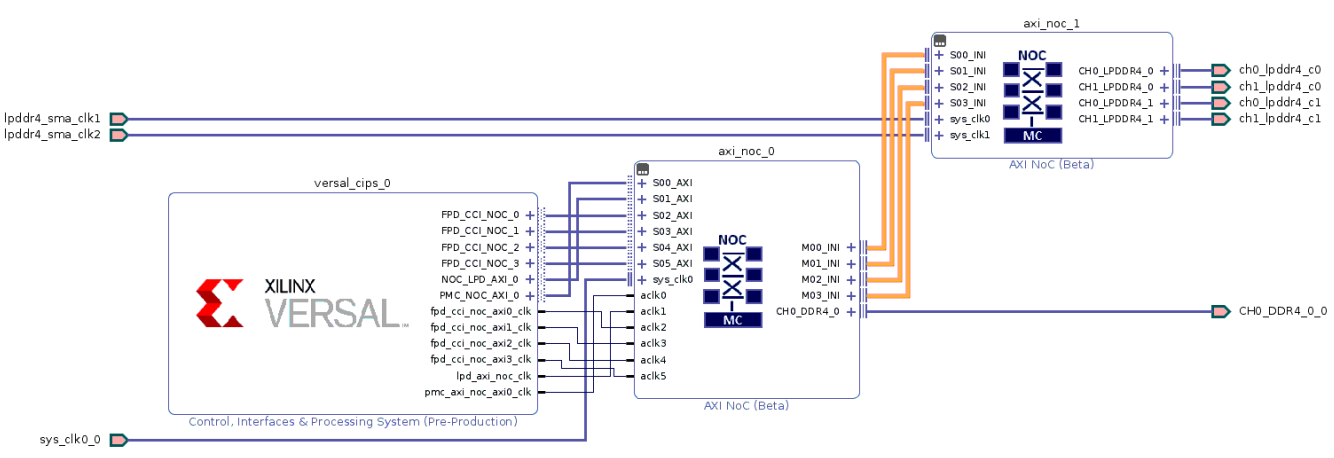 axi_noc_1
S00_INI
S01_INI
S02_INI
S03_INI
sys_clk0
sys_clk1
NOC
MC
CH0_LPDDR4_0
CH1_LPDDR4_0
CH0_LPDDR4_1
CH1_LPDDR4_1
ch0_lpddr4_c0
ch1_lpddr4_c0
ch0_lpddr4_c1
ch1_lpddr4_c1
AXI NoC (Beta)
lpddr4_sma_clk1
lpddr4_sma_clk2
axi_noc_0
S00_AXI
S01_AXI
S02_AXI
S03_AXI
S04_AXI
S05_AXI
sys_clk0
aclk0
aclk1
aclk2
aclk3
aclk4
aclk5
NOC
MC
M00_INI
M01_INI
M02_INI
M03_INI
CH0_DDR4_0
CH0_DDR4_0_0
AXI NoC (Beta)
versal_cips_0
XILINX
VERSAL
FPD_CCI_NOC_0
FPD_CCI_NOC_1
FPD_CCI_NOC_2
FPD_CCI_NOC_3
NOC_LPD_AXI_0
PMC_NOC_AXI_0
fpd_cci_noc_axi0_clk
fpd_cci_noc_axi1_clk
fpd_cci_noc_axi2_clk
fpd_cci_noc_axi3_clk
lpd_axi_noc_clk
pmc_axi_noc_axi0_clk
Control, Interfaces & Processing System (Pre-Production)
sys_clk0_0